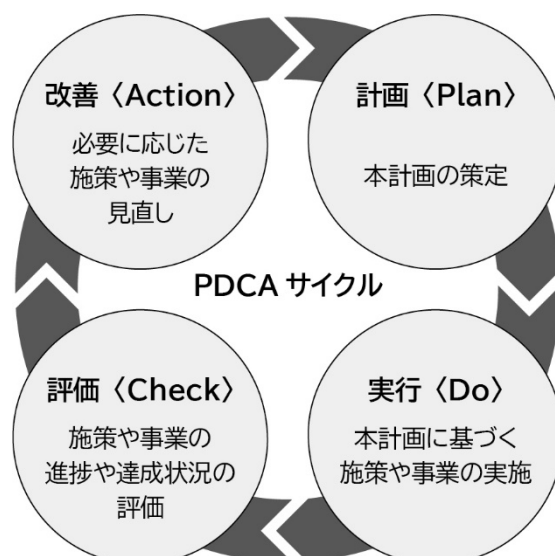 改善〈Action〉
必要に応じた
施策や事業の
見直し
計画〈Plan〉
本計画の策定
PDCA サイクル
評価〈Check〉
施策や事業の
進捗や達成状況の
評価
実行〈Do〉
本計画に基づく
施策や事業の実施